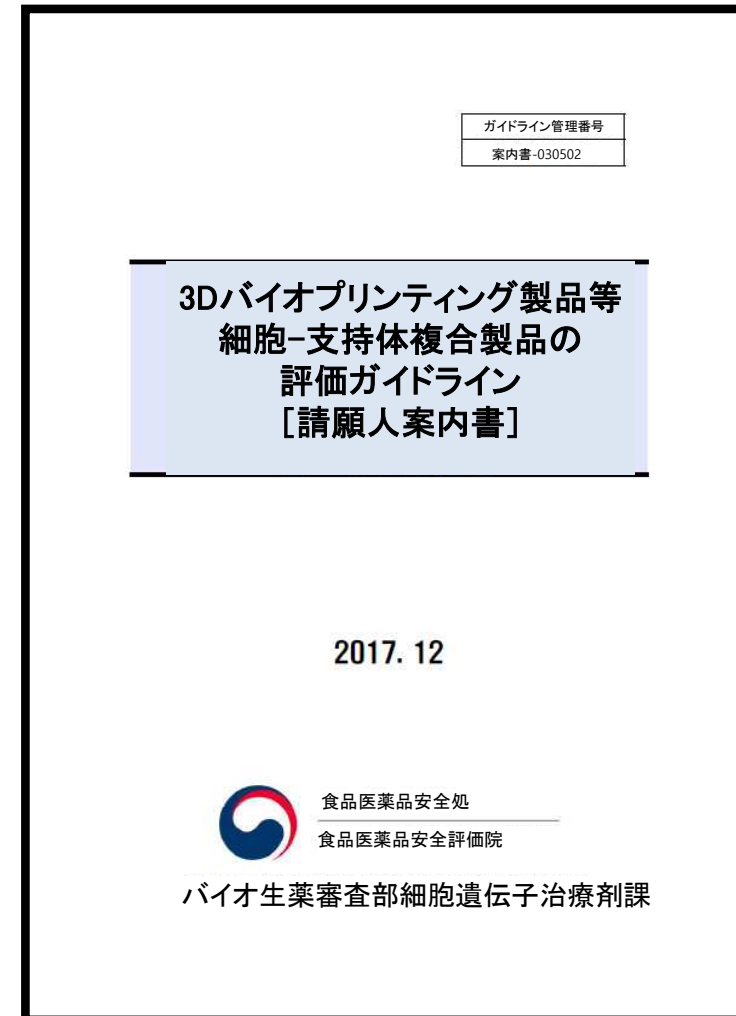 ガイドライン管理番号
案内書-030502
3Dバイオプリンティング製品等
細胞-支持体複合製品の
評価ガイドライン
[請願人案内書]
2017. 12
食品医薬品安全処
食品医薬品安全評価院
バイオ生薬審査部細胞遺伝子治療剤課